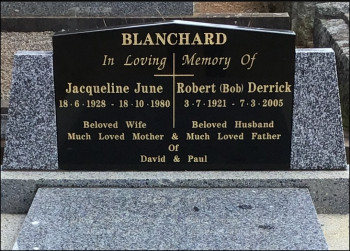 BLANCHARD
In Loving Memory Of
Jacqueline June Robert (Bob) Derrick
18·6·1928 - 18·10·1980 3·7·1921 - 7·3·2005
Beloved Wife Beloved Husband
Much Loved Mother & Much Loved Father
Of
David & Paul